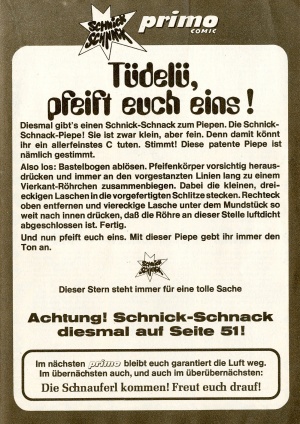 SCHNICK SCHNACK
primo
COMIC
Tüdelü,
pfeift euch eins!
Diesmal gibt's einen Schnick-Schnack zum Piepen. Die Schnick-
Schnack-Piepe! Sie ist zwar klein, aber fein. Denn damit könnt
ihr ein allerfeinstes C tuten. Stimmt! Diese patente Piepe ist
nämlich gestimmt.
Also los: Bastelbogen ablösen. Pfeifenkörper vorsichtig heraus-
drücken und immer an den vorgestanzten Linien lang zu einem
Vierkant-Röhrchen zusammenbiegen. Dabei die kleinen, drei-
eckigen Laschen in die vorgefertigten Schlitze stecken. Rechteck
oben entfernen und viereckige Lasche unter dem Mundstück so
weit nach innen drücken, daß die Röhre an dieser Stelle luftdicht
abgeschlossen ist. Fertig.
Und nun pfeift euch eins. Mit dieser Piepe gebt ihr immer den
Ton an.
SCHNICK SCHNACK
Dieser Stern steht immer für eine tolle Sache
Achtung! Schnick-Schnack
diesmal auf Seite 51!
Im nächsten primo bleibt euch garantiert die Luft weg.
Im übernächsten auch, und auch im überübernächsten:
Die Schnauferl kommen! Freut euch drauf!